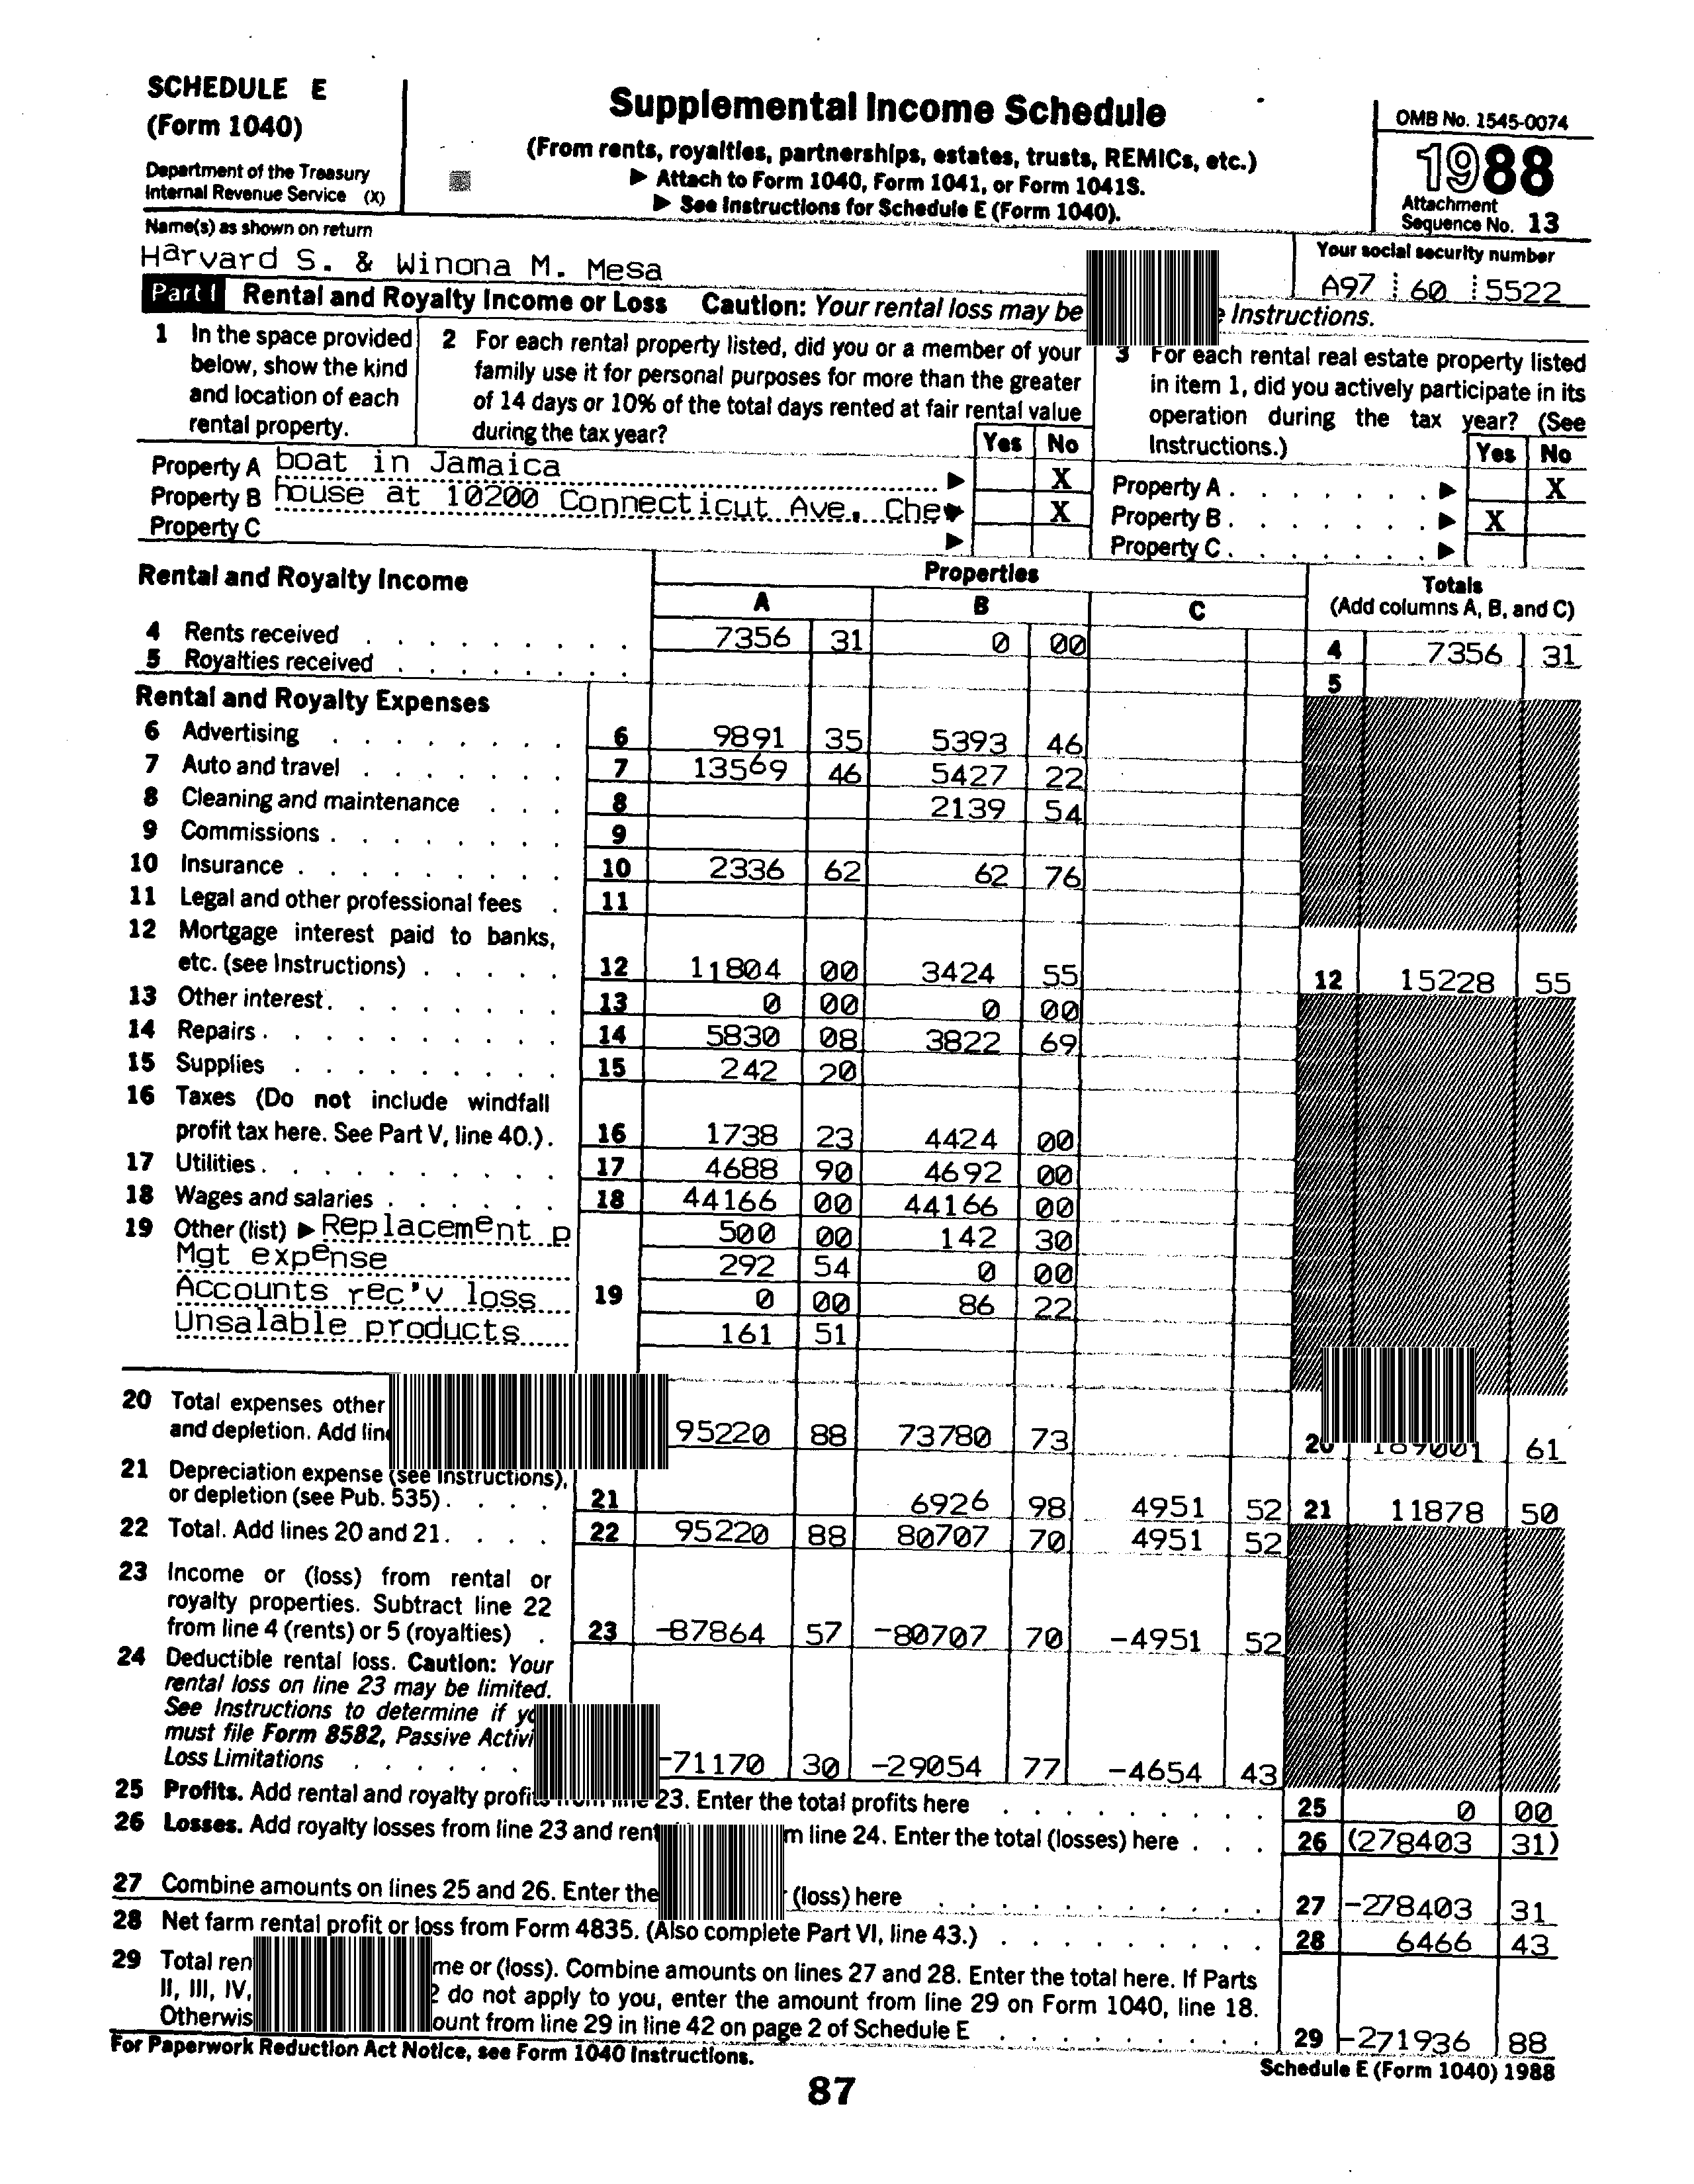 SCHEDULE E
(Form 1040)
Department of the Treasury
Internal Revenue Service (X)
Supplemental Income Schedule
(From rents, royalties, partnerships, estates, trusts, REMICs, etc.)
▶ Attach to Form 1040, Form 1041, or Form 1041S.
▶ See Instructions for Schedule E (Form 1040).
OMB No. 1545-0074
1988
Attachment
Sequence No. 13
Name(s) as shown on return
Harvard S. & Winona M. Mesa
Your social security number
A97 60 5522
Part I Rental and Royalty Income or Loss Caution: Your rental loss may be Instructions.
1 In the space provided
below, show the kind
and location of each
rental property.
2 For each rental property listed, did you or a member of your
family use it for personal purposes for more than the greater
of 14 days or 10% of the total days rented at fair rental value
during the tax year?
Yes No
3 For each rental real estate property listed
in item 1, did you actively participate in its
operation during the tax year? (See
Instructions.)
Yes No
Property A boat in Jamaica ▶ X
Property B house at 10200 Connecticut Ave, Che ▶ X
Property C ▶
Property A . . . . . . . ▶ X
Property B . . . . . . . ▶ X
Property C . . . . . . . ▶
Rental and Royalty Income
Properties
A B C
Totals
(Add columns A, B, and C)
4 Rents received 7356 31 0 00 4 7356 31
5 Royalties received 5
Rental and Royalty Expenses
6 Advertising 6 9891 35 5393 46
7 Auto and travel 7 13569 46 5427 22
8 Cleaning and maintenance 8 2139 54
9 Commissions 9
10 Insurance 10 2336 62 62 76
11 Legal and other professional fees 11
12 Mortgage interest paid to banks,
etc. (see Instructions) 12 11804 00 3424 55 12 15228 55
13 Other interest 13 0 00 0 00
14 Repairs 14 5830 08 3822 69
15 Supplies 15 242 20
16 Taxes (Do not include windfall
profit tax here. See Part V, line 40.) 16 1738 23 4424 00
17 Utilities 17 4688 90 4692 00
18 Wages and salaries 18 44166 00 44166 00
19 Other (list) ▶ Replacement p 500 00 142 30
Mgt expense 292 54 0 00
Accounts rec'v loss 19 0 00 86 22
Unsalable products 161 51
20 Total expenses other
and depletion. Add 95220 88 73780 73 20 169001 61
21 Depreciation expense (see Instructions),
or depletion (see Pub. 535) 21 6926 98 4951 52 21 11878 50
22 Total. Add lines 20 and 21 22 95220 88 80707 70 4951 52
23 Income or (loss) from rental or
royalty properties. Subtract line 22
from line 4 (rents) or 5 (royalties) 23 -87864 57 -80707 70 -4951 52
24 Deductible rental loss. Caution: Your
rental loss on line 23 may be limited.
See Instructions to determine if
must file Form 8582, Passive
Loss Limitations -71170 30 -29054 77 -4654 43
25 Profits. Add rental and royalty 23. Enter the total profits here 25 0 00
26 Losses. Add royalty losses from line 23 and line 24. Enter the total (losses) here 26 (278403 31)
27 Combine amounts on lines 25 and 26. Enter the (loss) here 27 -278403 31
28 Net farm rental profit or loss from Form 4835. (Also complete Part VI, line 43.) 28 6466 43
29 Total or (loss). Combine amounts on lines 27 and 28. Enter the total here. If Parts
II, III, IV, do not apply to you, enter the amount from line 29 on Form 1040, line 18.
from line 29 in line 42 on page 2 of Schedule E 29 -271936 88
For Paperwork Reduction Act Notice, see Form 1040 Instructions.
Schedule E (Form 1040) 1988
87